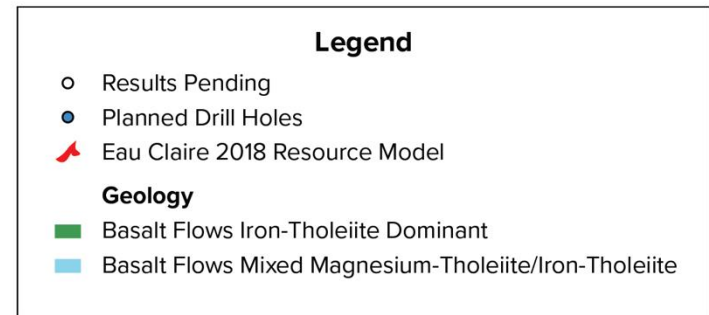 Legend
Results Pending
Planned Drill Holes
Eau Claire 2018 Resource Model
Geology
Basalt Flows Iron-Tholeiite Dominant
Basalt Flows Mixed Magnesium-Tholeiite/Iron-Tholeiite